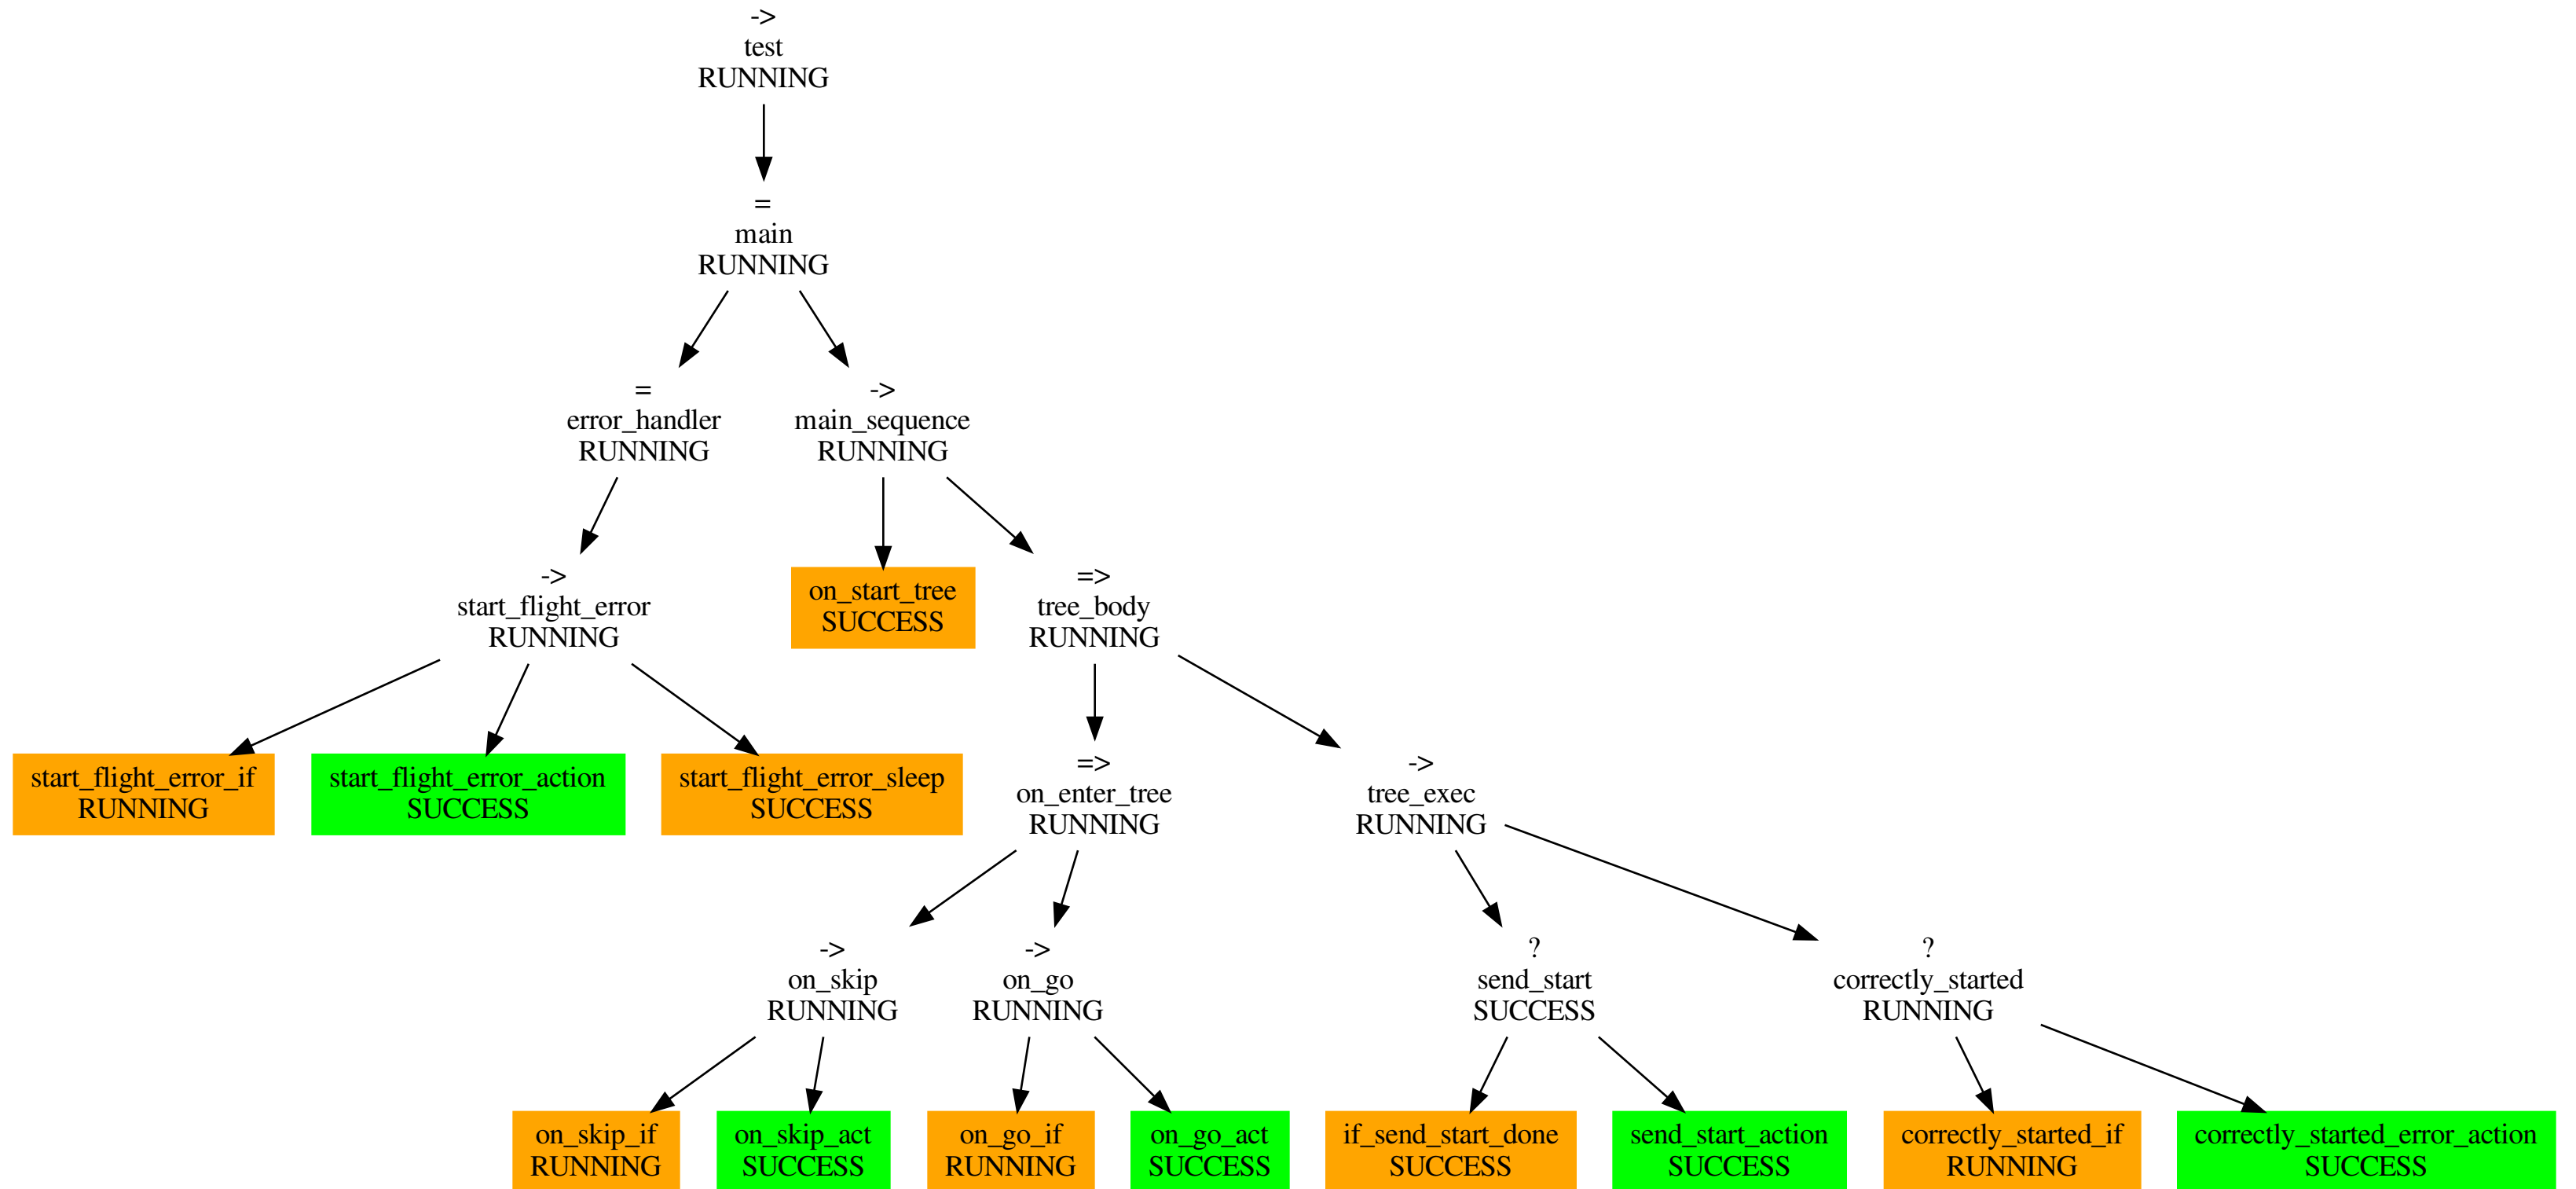 ->
test
RUNNING
=
main
RUNNING
=
error_handler
RUNNING
->
main_sequence
RUNNING
->
start_flight_error
RUNNING
on_start_tree
SUCCESS
=>
tree_body
RUNNING
start_flight_error_if
RUNNING
start_flight_error_action
SUCCESS
start_flight_error_sleep
SUCCESS
=>
on_enter_tree
RUNNING
->
tree_exec
RUNNING
->
on_skip
RUNNING
->
on_go
RUNNING
?
send_start
SUCCESS
?
correctly_started
RUNNING
on_skip_if
RUNNING
on_skip_act
SUCCESS
on_go_if
RUNNING
on_go_act
SUCCESS
if_send_start_done
SUCCESS
send_start_action
SUCCESS
correctly_started_if
RUNNING
correctly_started_error_action
SUCCESS